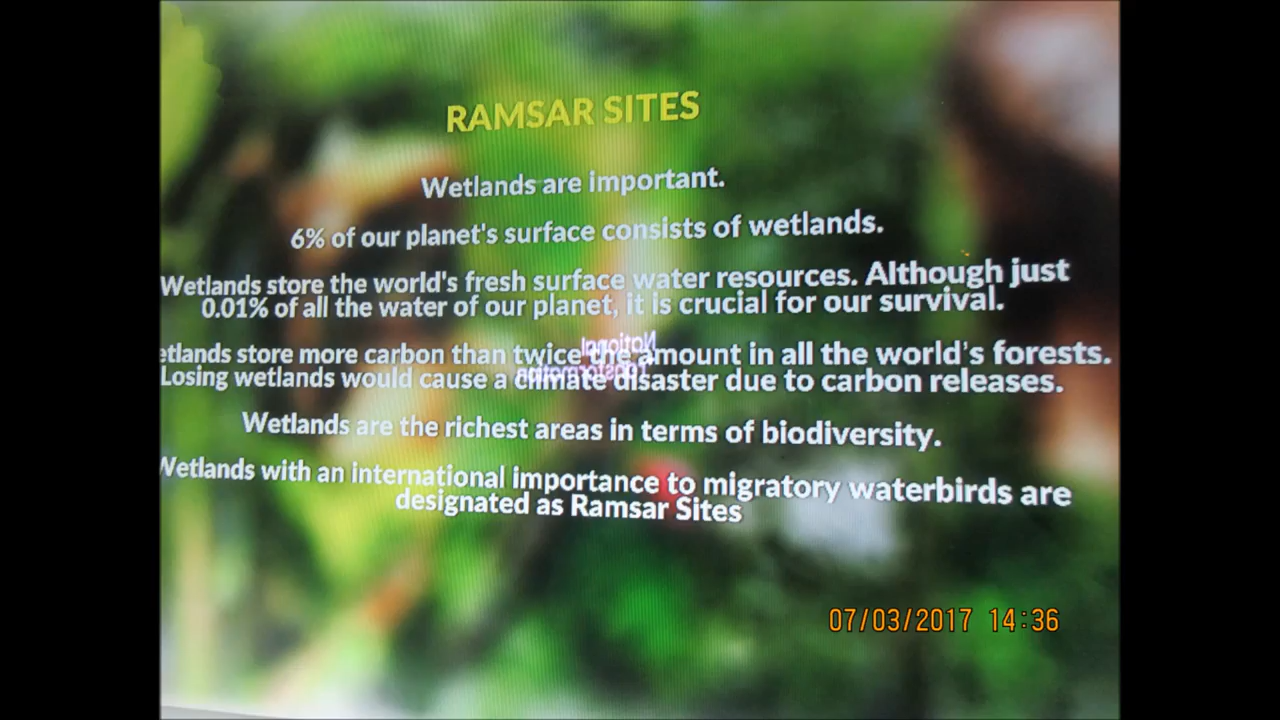 RAMSAR SITES
Wetlands are important.
6% of our planet's surface consists of wetlands.
Wetlands store the world's fresh surface water resources. Although just
0.01% of all the water of our planet, it is crucial for our survival.
etlands store more carbon than twice the amount in all the world's forests.
Losing wetlands would cause a climate disaster due to carbon releases.
Wetlands are the richest areas in terms of biodiversity.
Wetlands with an international importance to migratory waterbirds are
designated as Ramsar Sites
07/03/2017 14:36